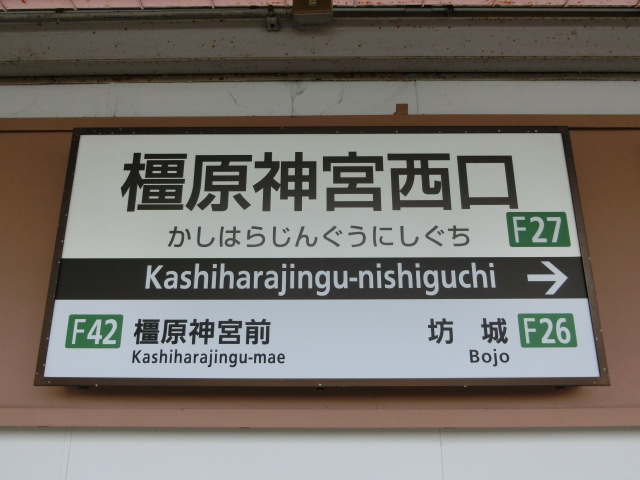 橿原神宮西口
かしはらじんぐうにしぐち F27
Kashiharajingu-nishiguchi →
F42 橿原神宮前 坊城 F26
Kashiharajingu-mae Bojo